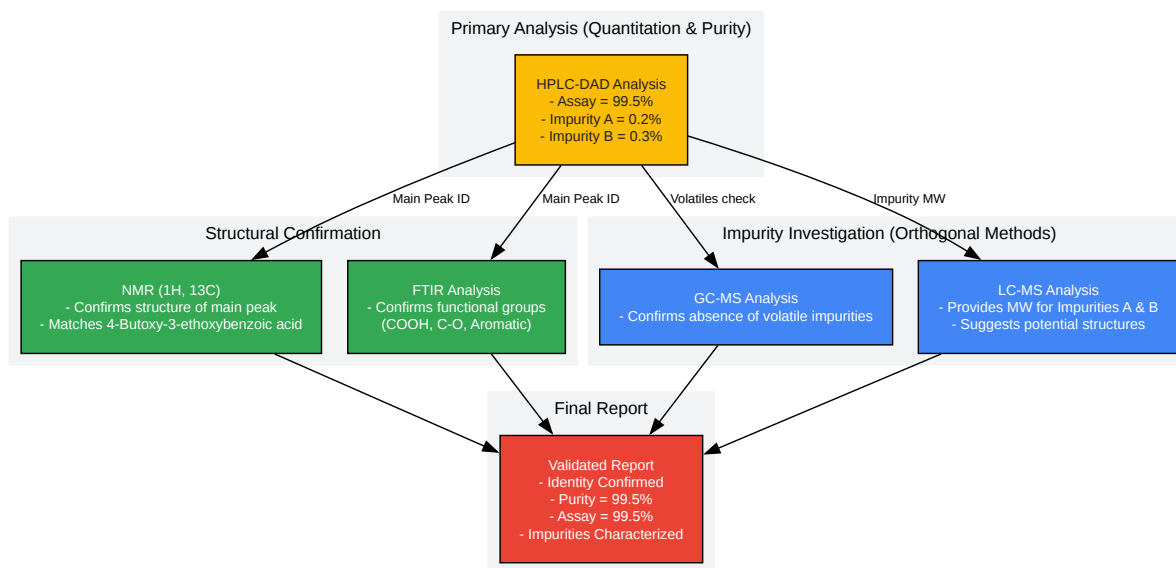 Primary Analysis (Quantitation & Purity)
HPLC-DAD Analysis
- Assay = 99.5%
- Impurity A = 0.2%
- Impurity B = 0.3%
Main Peak ID
Main Peak ID
Volatiles check
Impurity MW
Structural Confirmation
NMR (1H, 13C)
- Confirms structure of main peak
- Matches 4-Butoxy-3-ethoxybenzoic acid
FTIR Analysis
- Confirms functional groups
(COOH, C-O, Aromatic)
Impurity Investigation (Orthogonal Methods)
GC-MS Analysis
- Confirms absence of volatile impurities
LC-MS Analysis
- Provides MW for Impurities A & B
- Suggests potential structures
Final Report
Validated Report
- Identity Confirmed
- Purity = 99.5%
- Assay = 99.5%
- Impurities Characterized